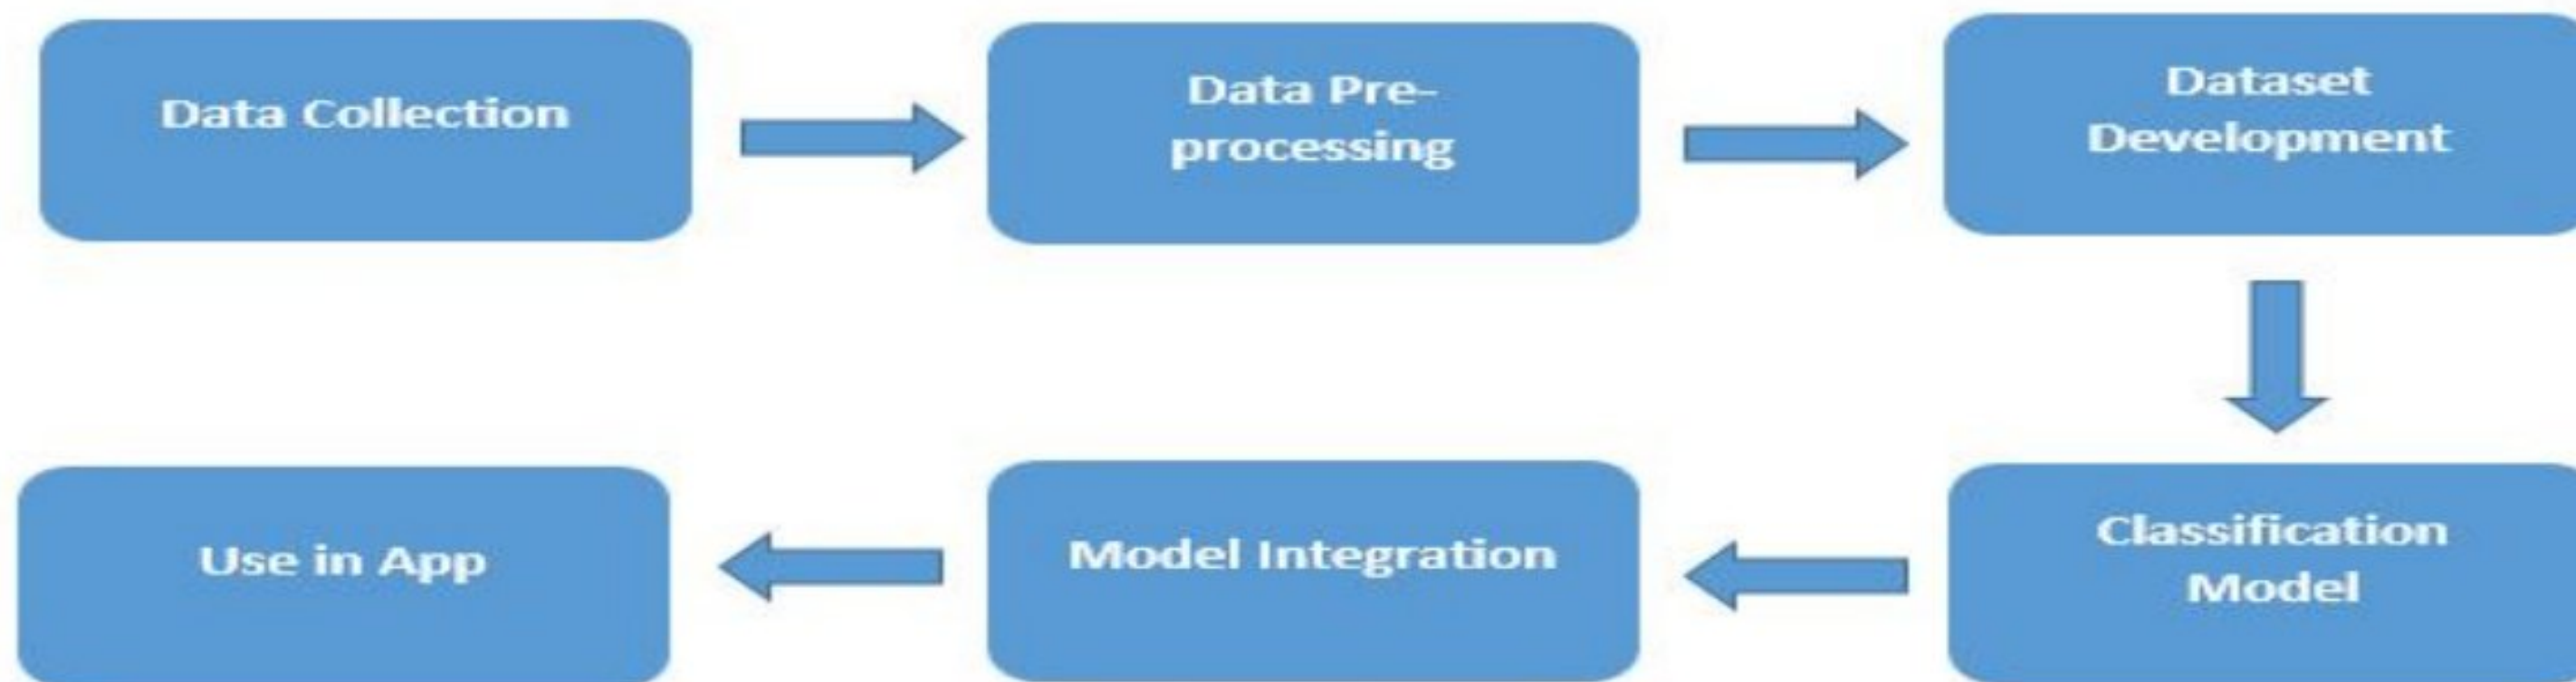 Data Collection
Data Pre-
processing
Dataset
Development
Classification
Model
Model Integration
Use in App